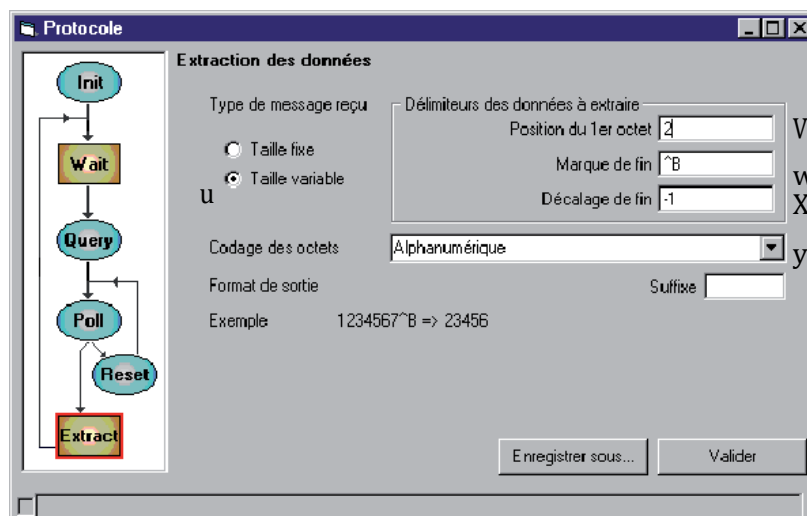 Protocole
Extraction des données
Init
Wait
Query
Poll
Reset
Extract
Type de message reçu
Taille fixe
Taille variable
u
Délimiteurs des données à extraire
Position du 1er octet 2
V
Marque de fin ^B
w
Décalage de fin -1
X
Codage des octets Alphanumérique
y
Format de sortie Suffixe
Exemple 1234567^B => 23456
Enregistrer sous... Valider